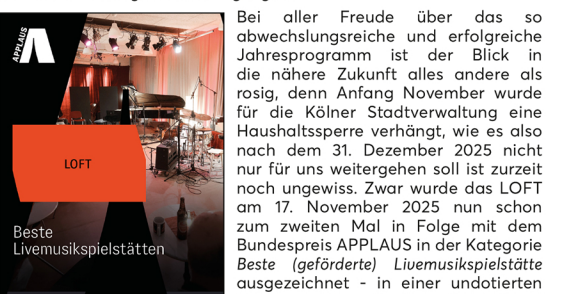 APPLAUS
LOFT
Beste
Livemusikspielstätten
Bei aller Freude über das so
abwechslungsreiche und erfolgreiche
Jahresprogramm ist der Blick in
die nähere Zukunft alles andere als
rosig, denn Anfang November wurde
für die Kölner Stadtverwaltung eine
Haushaltssperre verhängt, wie es also
nach dem 31. Dezember 2025 nicht
nur für uns weitergehen soll ist zurzeit
noch ungewiss. Zwar wurde das LOFT
am 17. November 2025 nun schon
zum zweiten Mal in Folge mit dem
Bundespreis APPLAUS in der Kategorie
Beste (geförderte) Livemusikspielstätte
ausgezeichnet - in einer undotierten